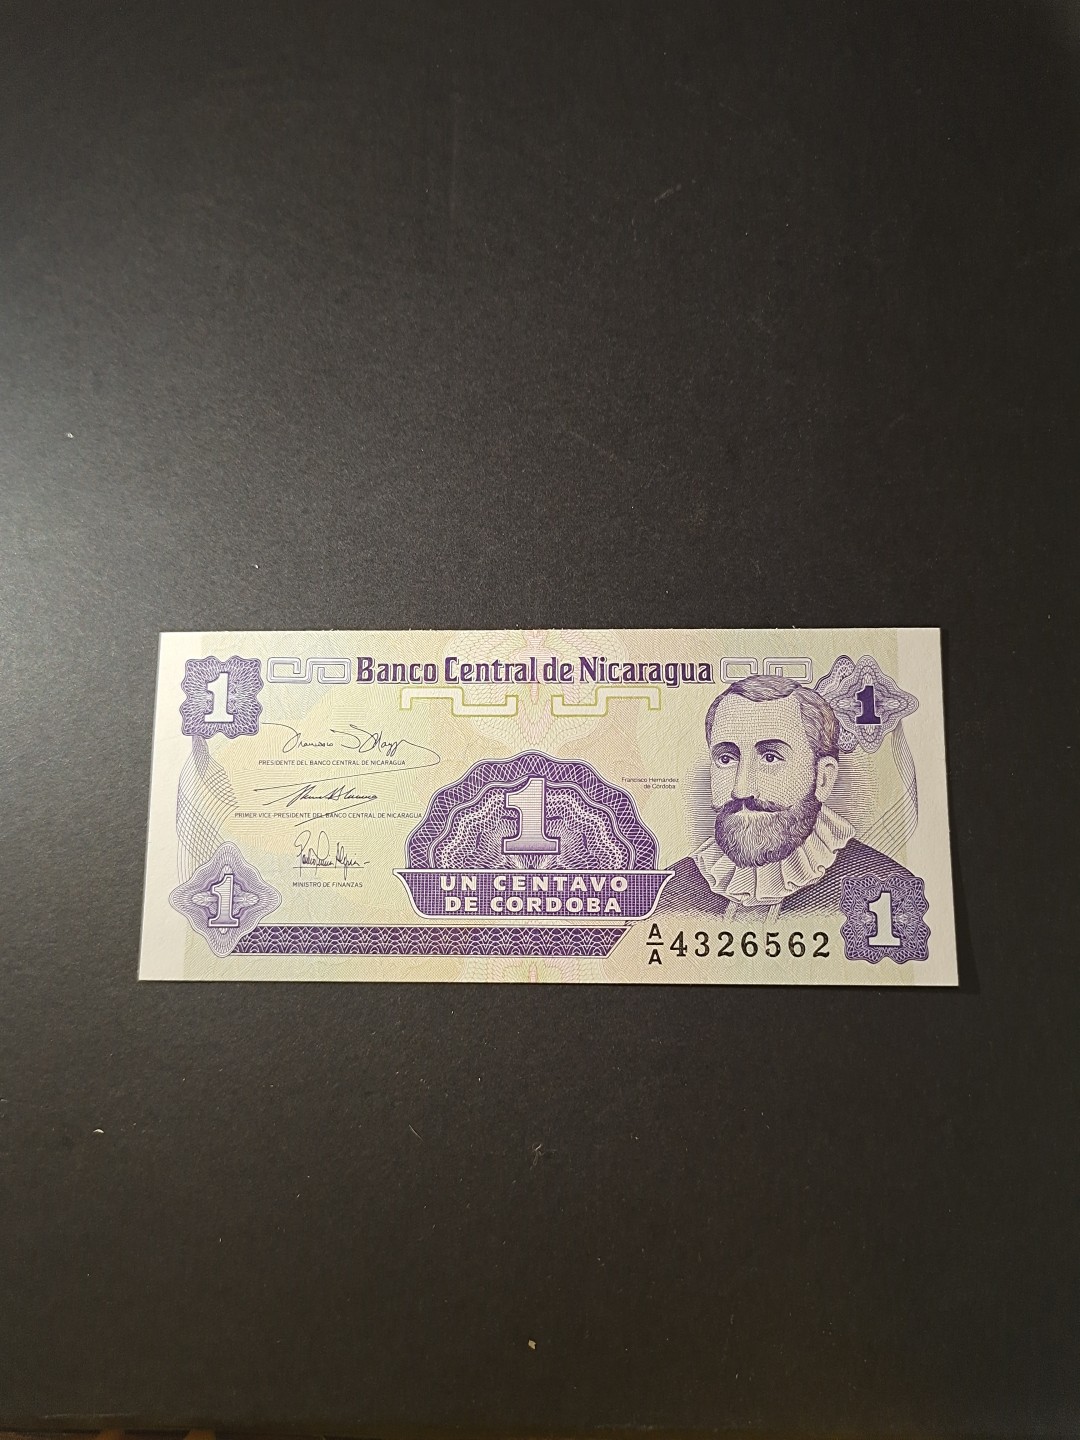 1
Banco Central de Nicaragua
1
PRESIDENTE DEL BANCO CENTRAL DE NICARAGUA
PRIMER VICE-PRESIDENTE DEL BANCO CENTRAL DE NICARAGUA
MINISTRO DE FINANZAS
1
Francisco Hernández
de Córdoba
1
UN CENTAVO
DE CORDOBA
A/A 4326562
1